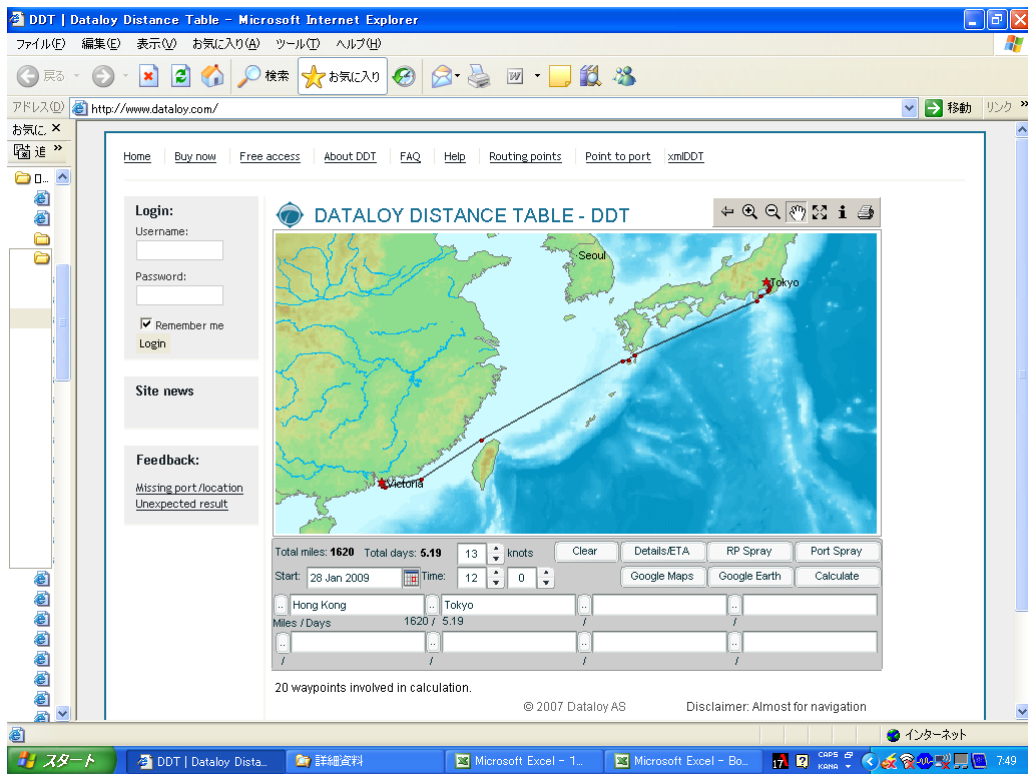 DDT | Dataloy Distance Table - Microsoft Internet Explorer
ファイル(F) 編集(E) 表示(V) お気に入り(A) ツール(T) ヘルプ(H)
戻る 検索 お気に入り
アドレス(D) http://www.dataloy.com/ 移動 リンク »
お気に. ×
追 »
Home Buy now Free access About DDT FAQ Help Routing points Point to port xmlDDT
Login:
Username:
Password:
Remember me
Login
Site news
Feedback:
Missing port/location
Unexpected result
DATALOY DISTANCE TABLE - DDT
Seoul
Tokyo
Victoria
Total miles: 1620 Total days: 5.19 13 knots Clear Details/ETA RP Spray Port Spray
Start: 28 Jan 2009 Time: 12 0 Google Maps Google Earth Calculate
.. Hong Kong .. Tokyo .. ..
Miles / Days 1620 / 5.19 / /
.. .. .. ..
/ / / /
20 waypoints involved in calculation.
© 2007 Dataloy AS Disclaimer: Almost for navigation
インターネット
スタート DDT | Dataloy Dista... 詳細資料 Microsoft Excel - 1... Microsoft Excel - Bo... CAPS KANA 7:49